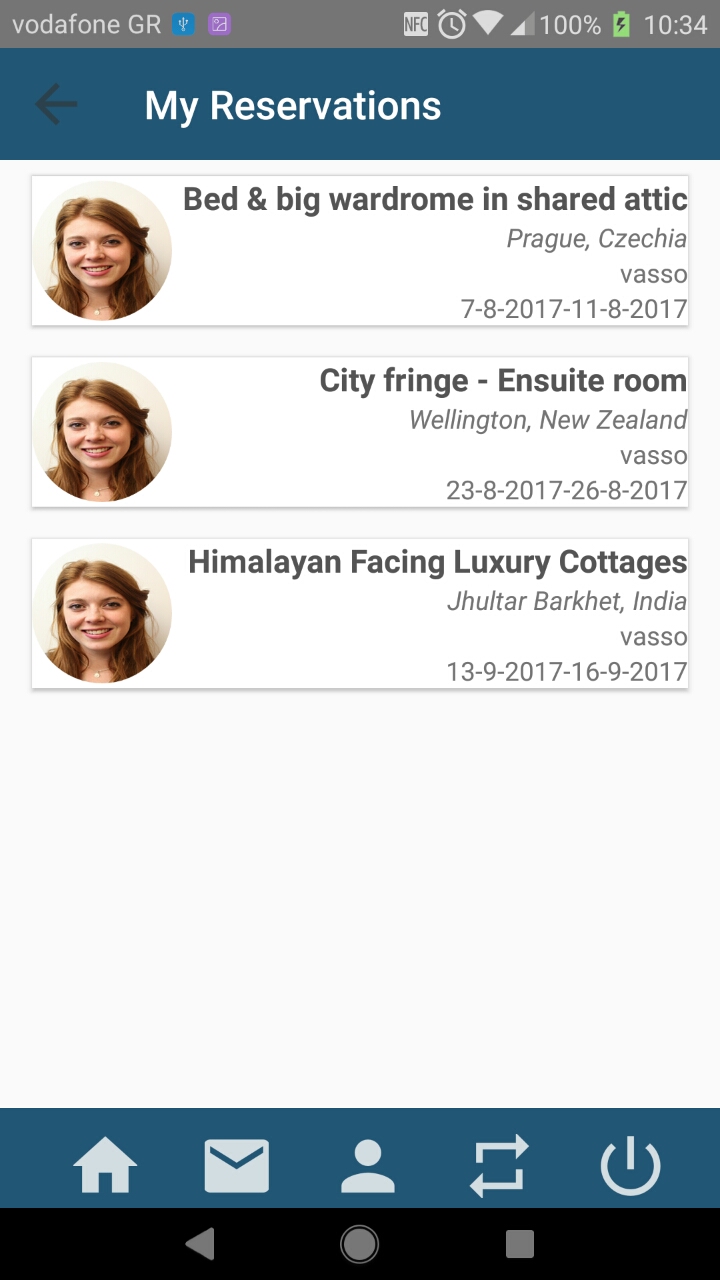 vodafone GR NFC 100% 10:34
My Reservations
Bed & big wardrome in shared attic
Prague, Czechia
vasso
7-8-2017-11-8-2017
City fringe - Ensuite room
Wellington, New Zealand
vasso
23-8-2017-26-8-2017
Himalayan Facing Luxury Cottages
Jhultar Barkhet, India
vasso
13-9-2017-16-9-2017